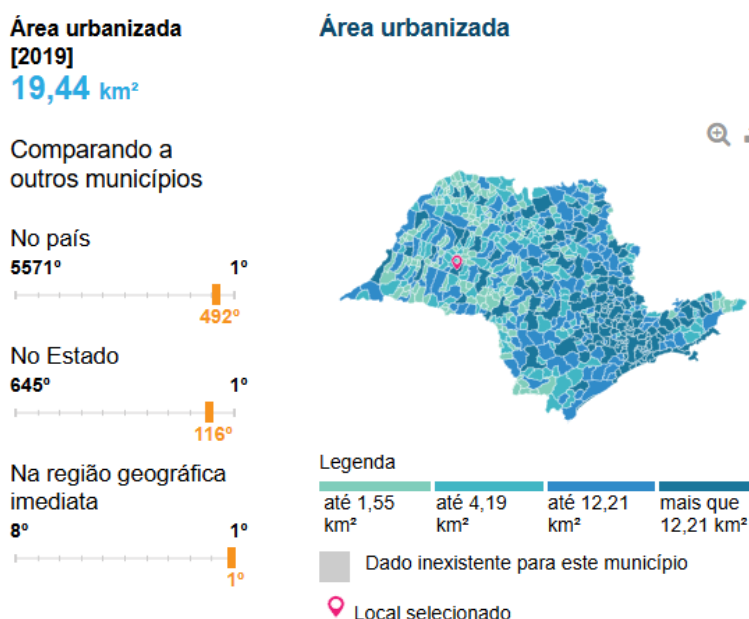 Área urbanizada
[2019]
19,44 km²
Comparando a
outros municípios
No país
5571º 1º
492º
No Estado
645º 1º
116º
Na região geográfica
imediata
8º 1º
1º
Área urbanizada
Legenda
até 1,55
km²
até 4,19
km²
até 12,21
km²
mais que
12,21 km²
Dado inexistente para este município
Local selecionado